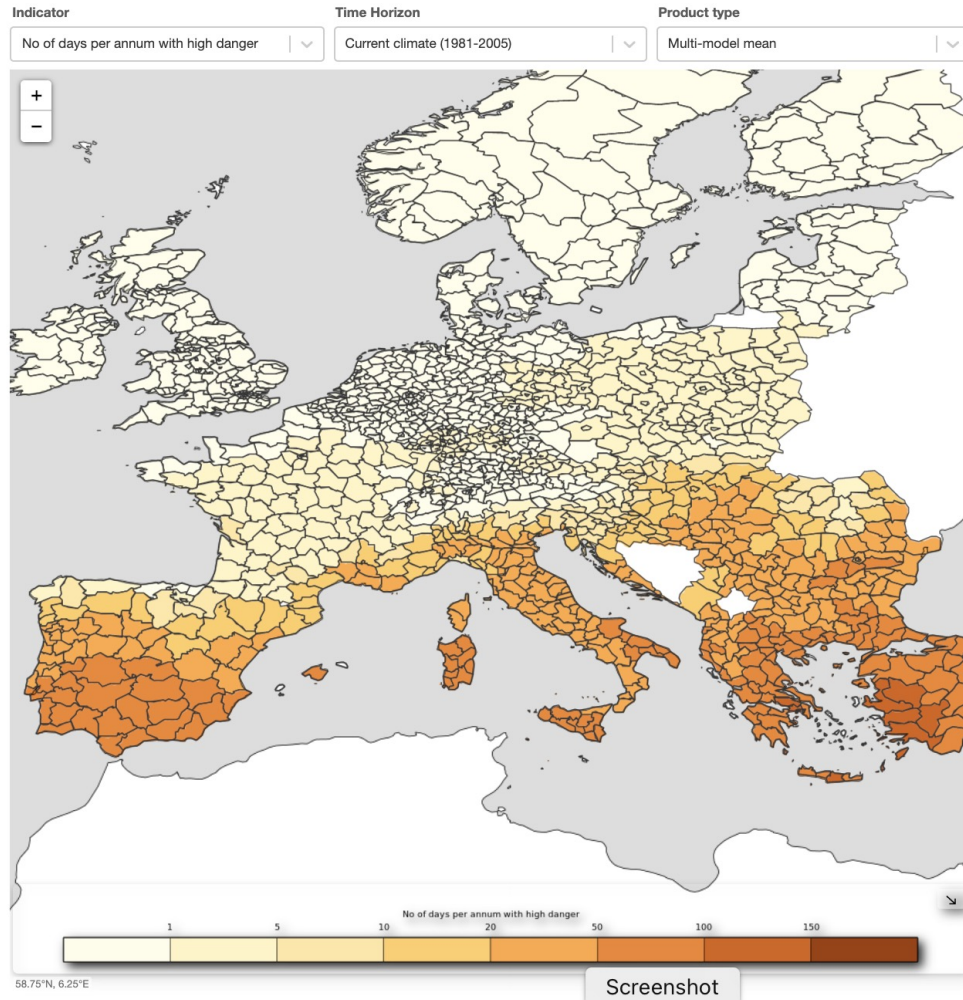 Indicator Time Horizon Product type
No of days per annum with high danger Current climate (1981-2005) Multi-model mean
+
−
No of days per annum with high danger
1 5 10 20 50 100 150
58.75°N, 6.25°E
Screenshot